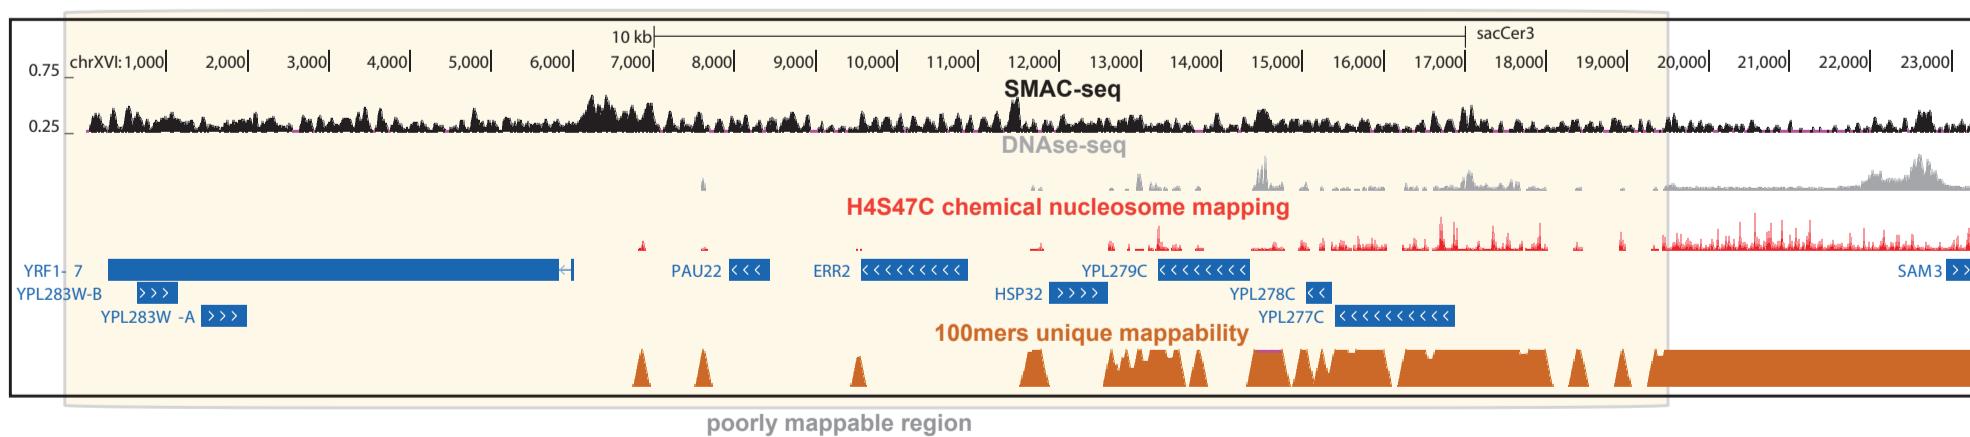 10 kb sacCer3
chrXVI: 1,000 2,000 3,000 4,000 5,000 6,000 7,000 8,000 9,000 10,000 11,000 12,000 13,000 14,000 15,000 16,000 17,000 18,000 19,000 20,000 21,000 22,000 23,000
0.75
SMAC-seq
0.25
DNAse-seq
H4S47C chemical nucleosome mapping
YRF1- 7 PAU22 ERR2 YPL279C SAM3
YPL283W-B HSP32 YPL278C
YPL283W -A YPL277C
100mers unique mappability
poorly mappable region